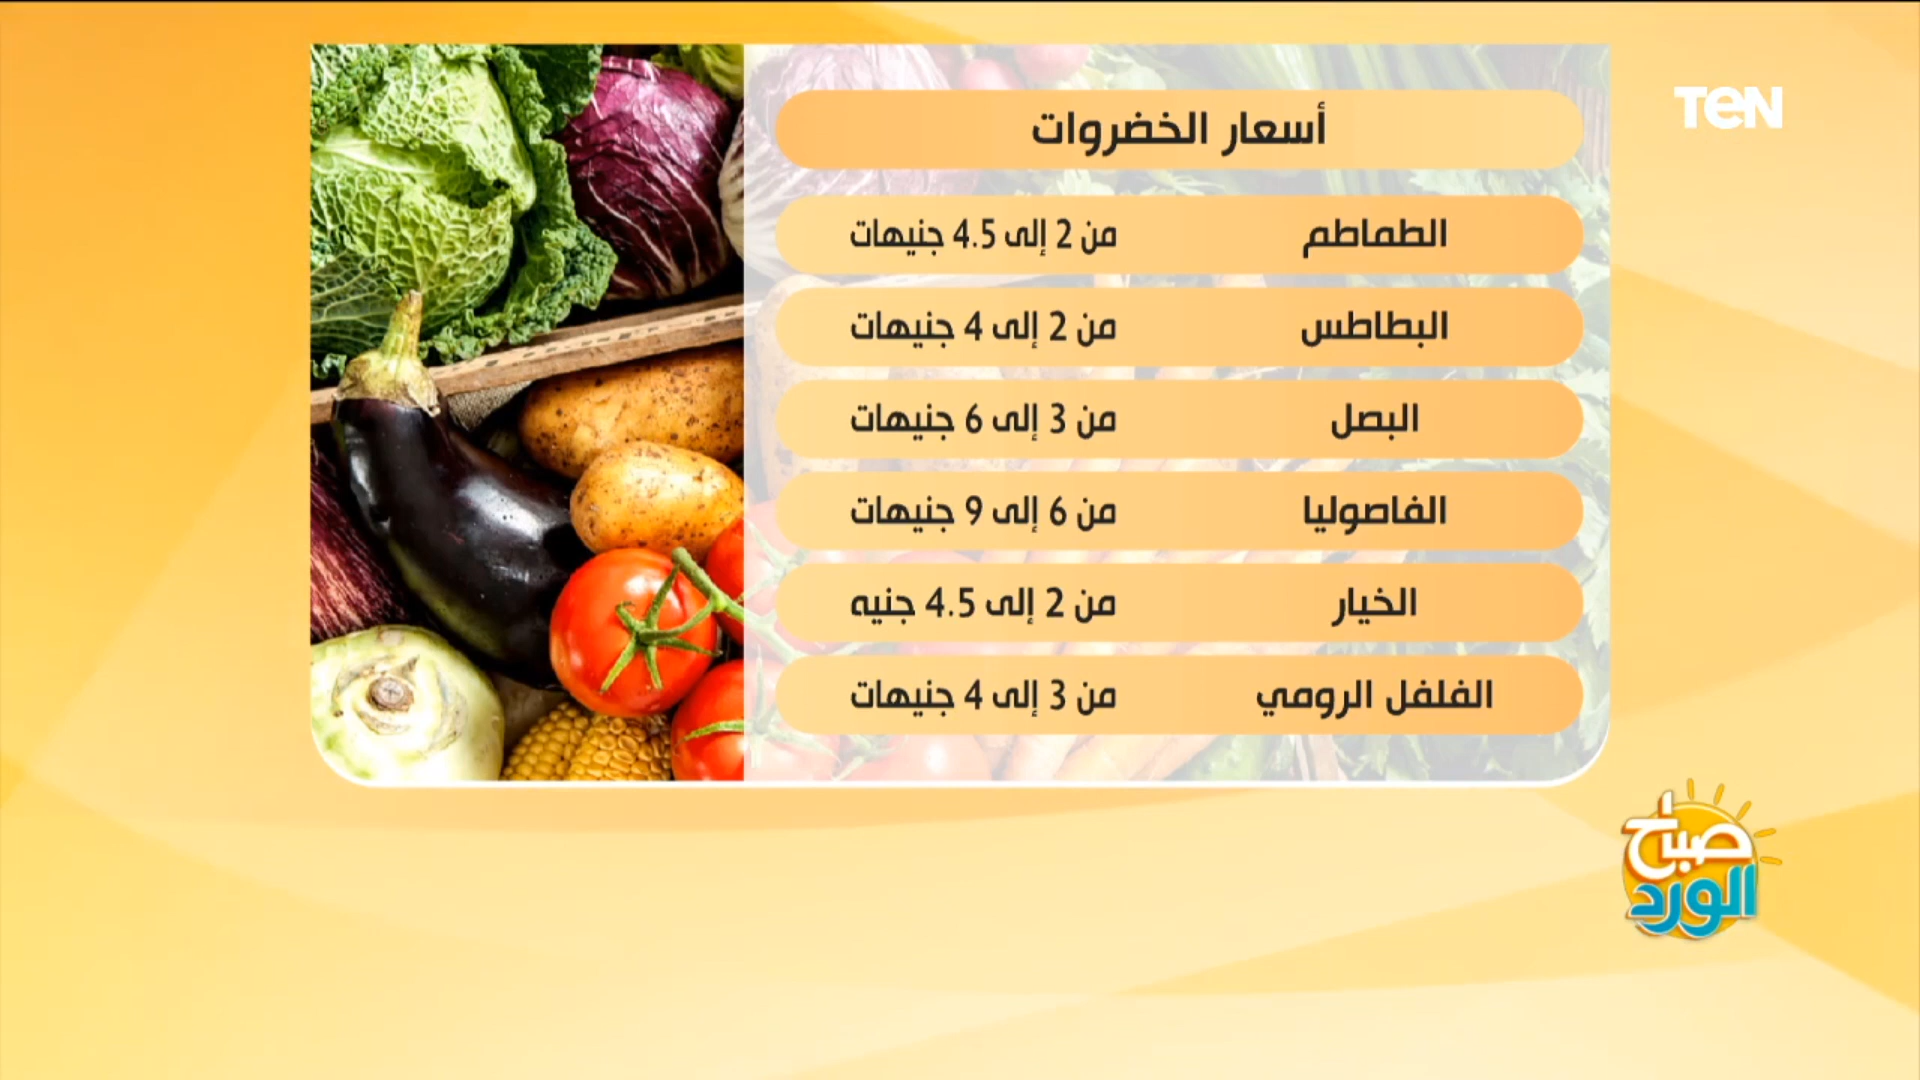 TeN
أسعار الخضروات
الطماطم من 2 إلى 4.5 جنيهات
البطاطس من 2 إلى 4 جنيهات
البصل من 3 إلى 6 جنيهات
الفاصوليا من 6 إلى 9 جنيهات
الخيار من 2 إلى 4.5 جنيه
الفلفل الرومي من 3 إلى 4 جنيهات
صباح
الورد